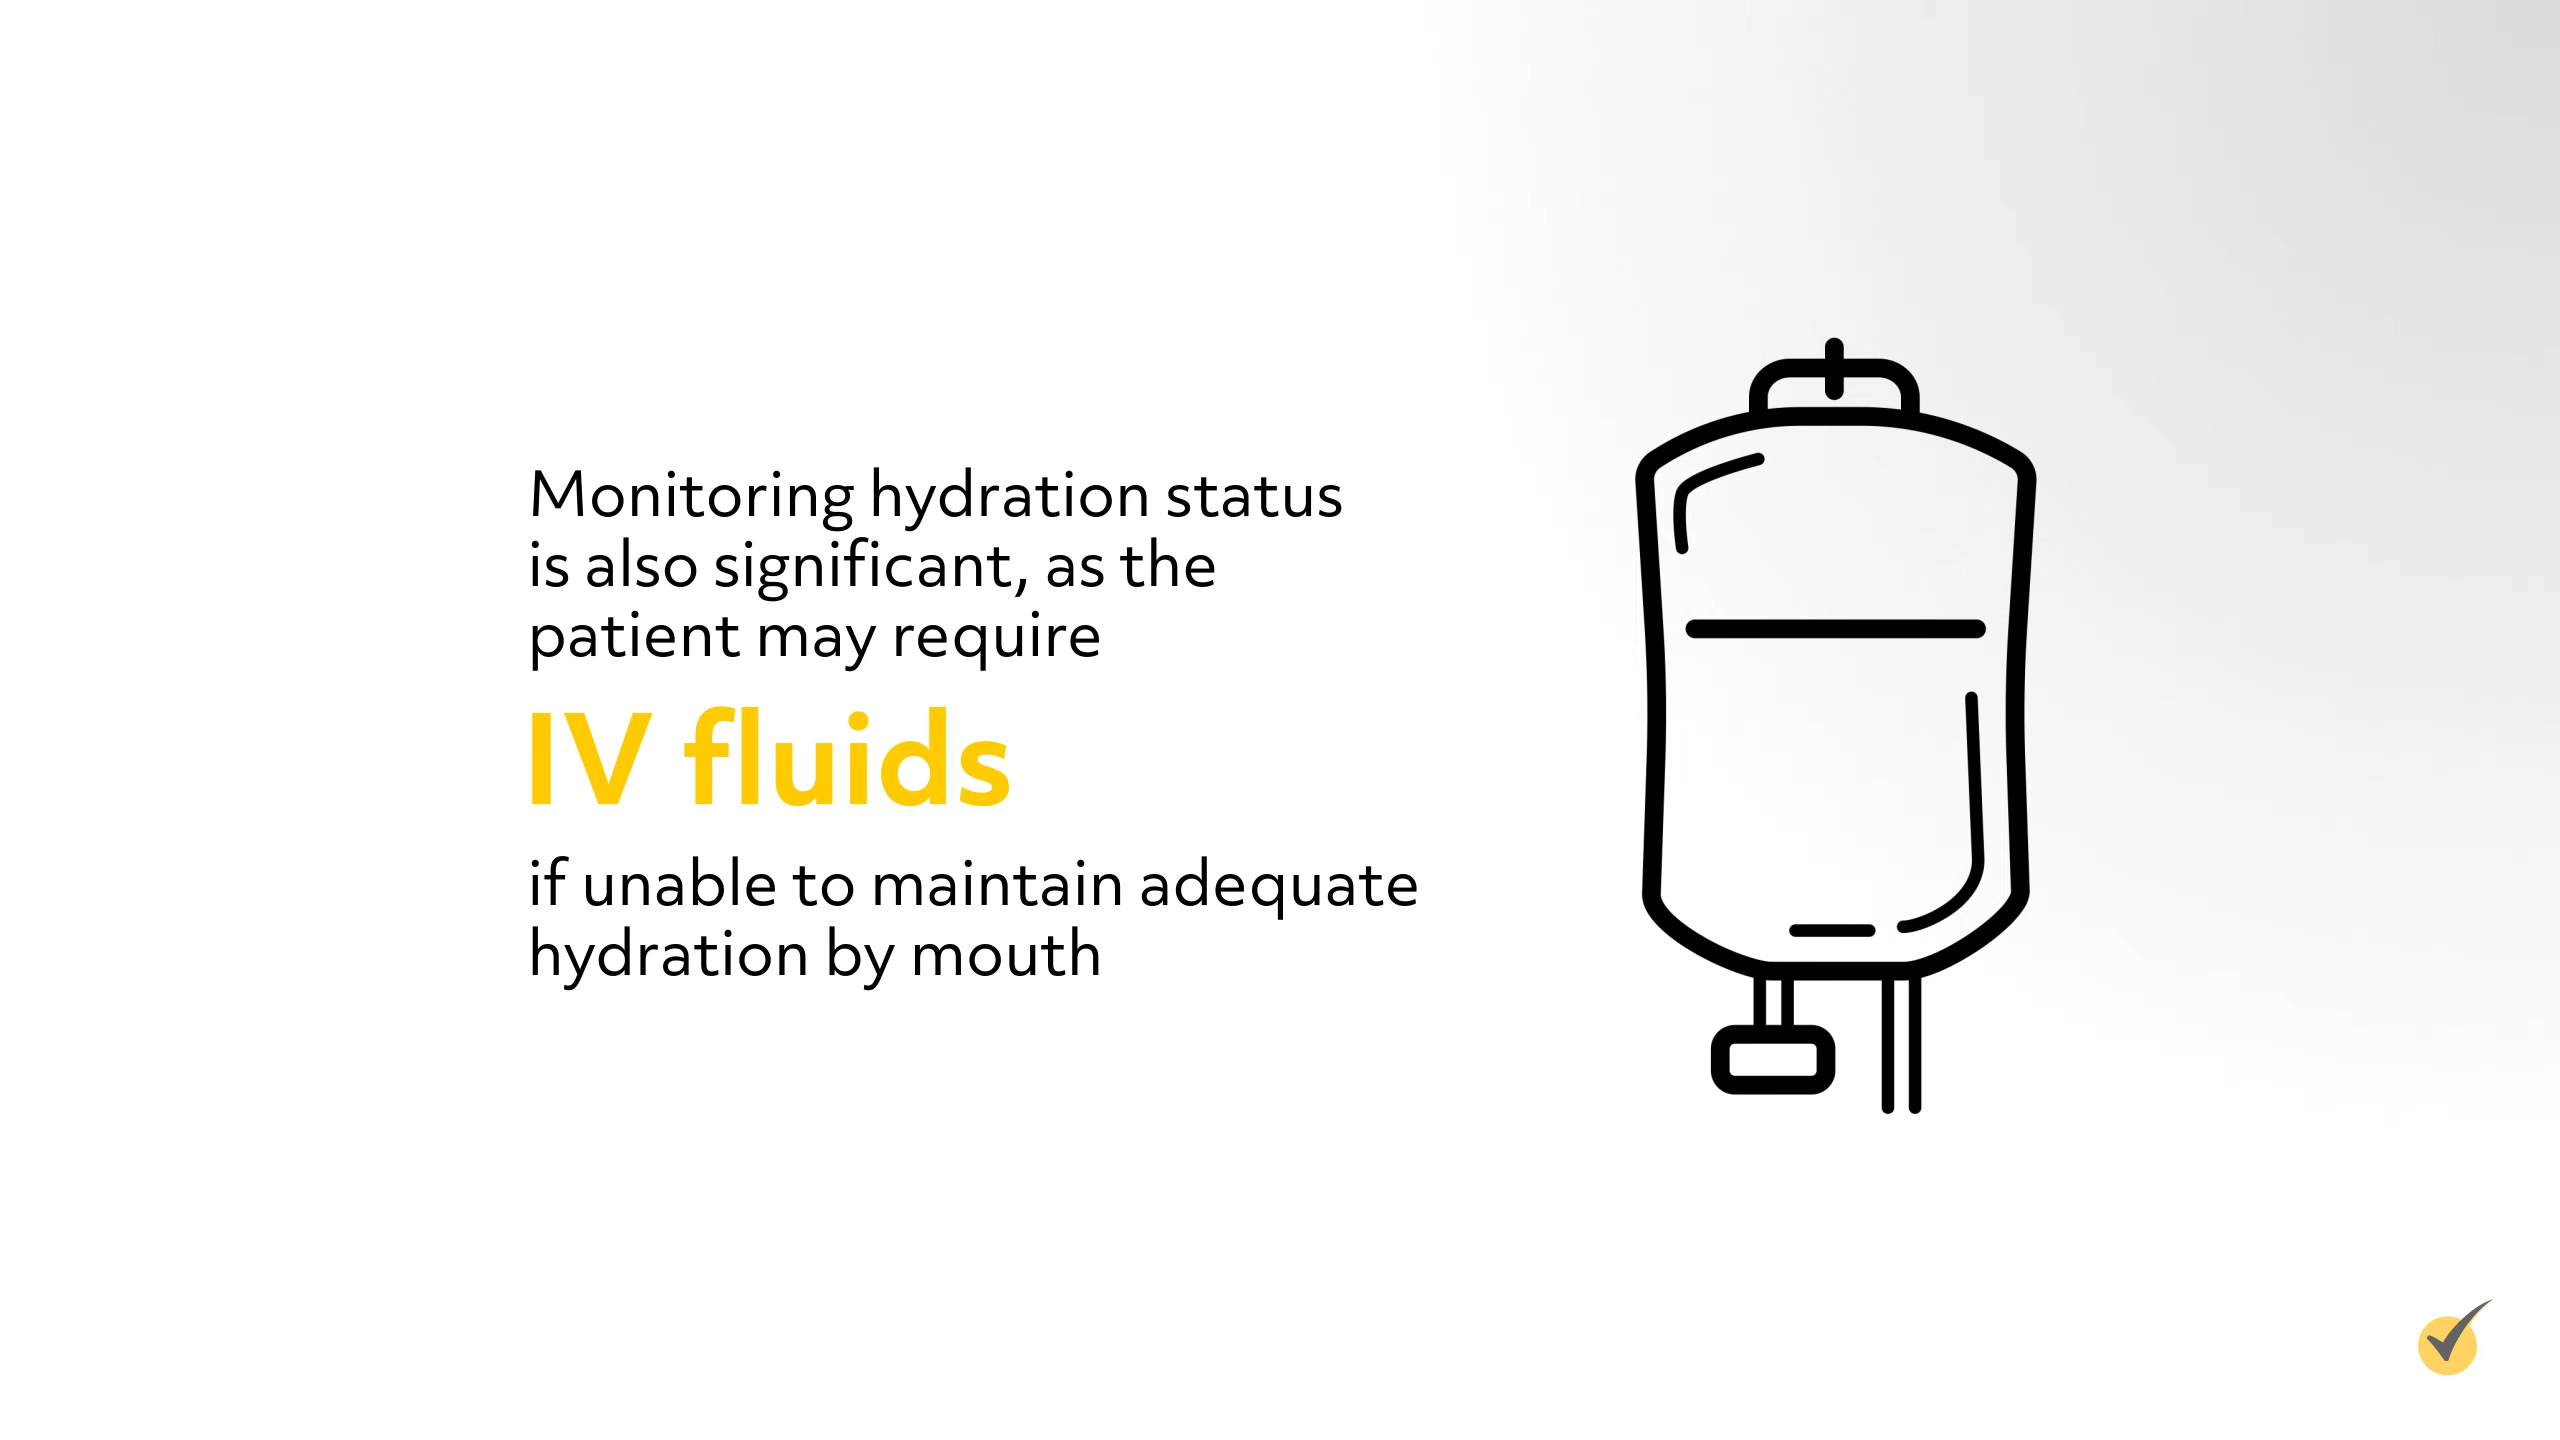 Monitoring hydration status
is also significant, as the
patient may require
IV fluids
if unable to maintain adequate
hydration by mouth